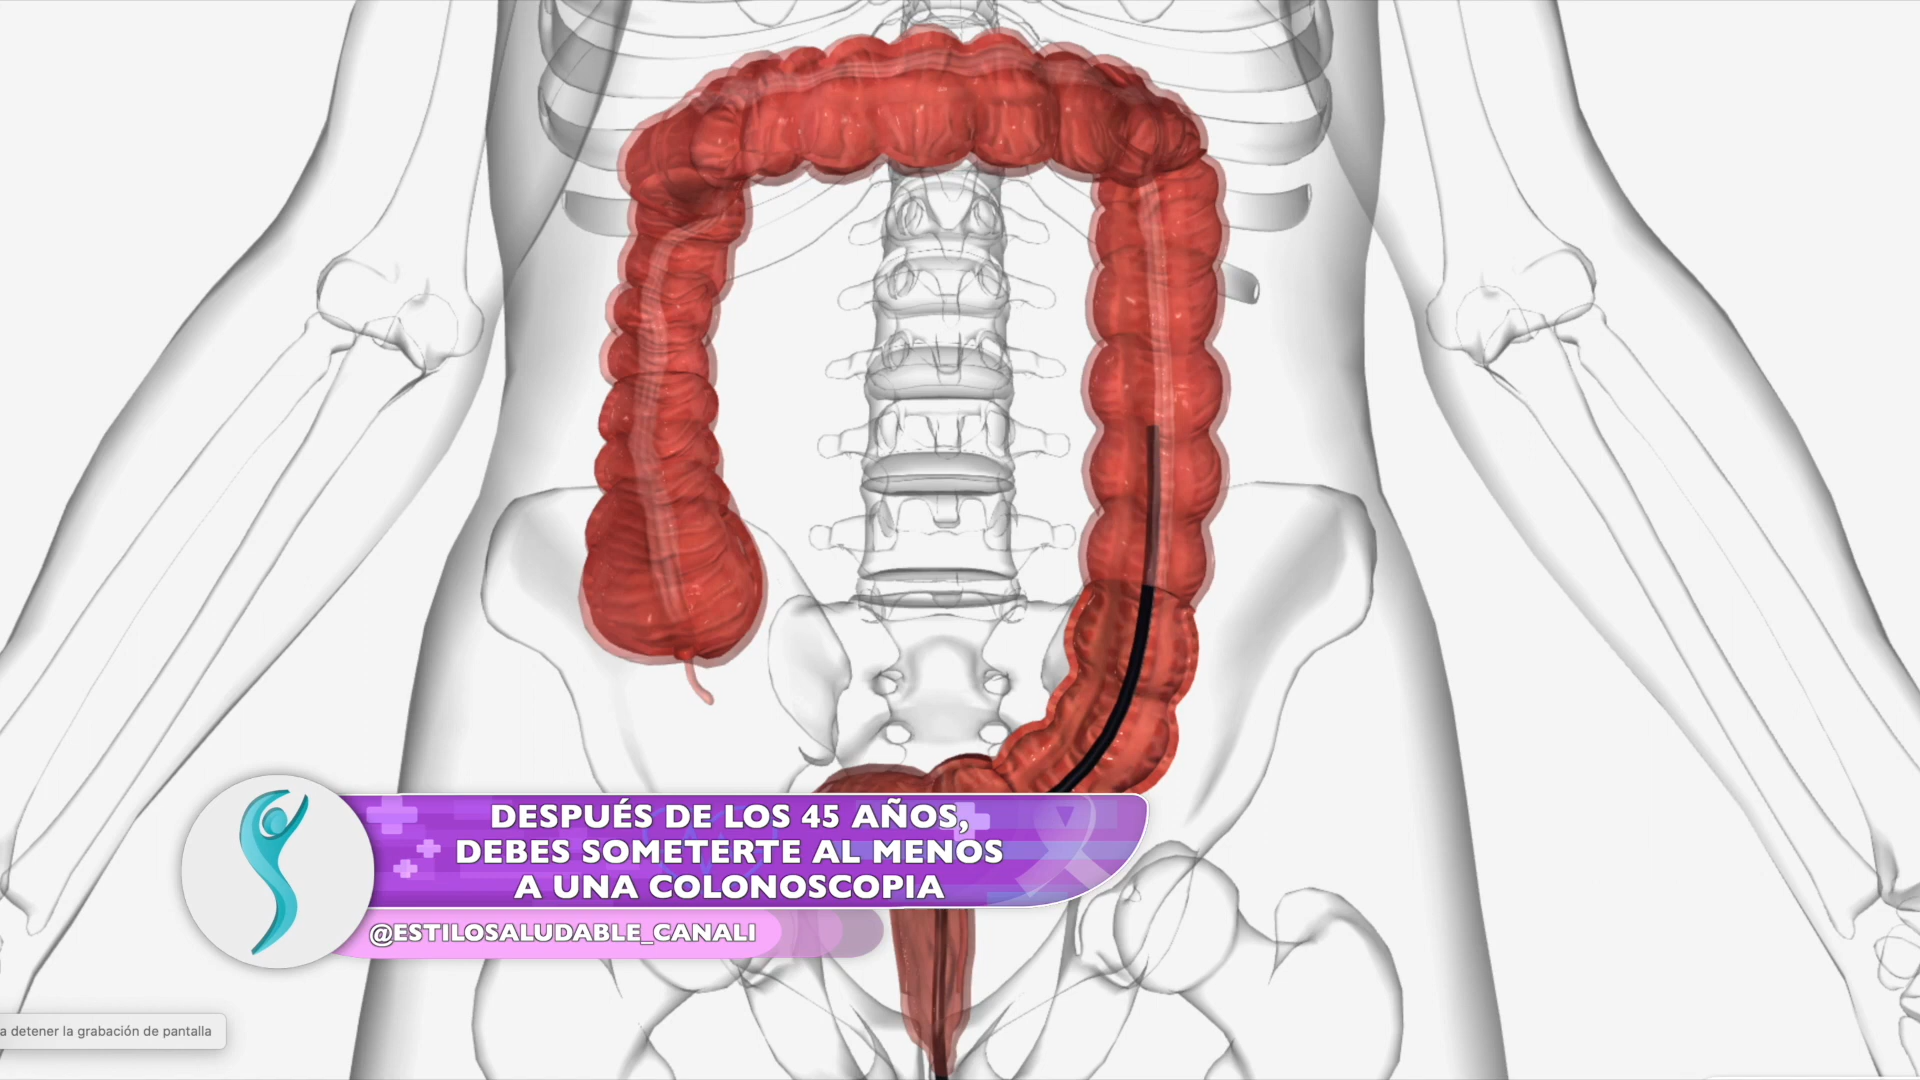 DESPUÉS DE LOS 45 AÑOS,
DEBES SOMETERTE AL MENOS
A UNA COLONOSCOPIA
@ESTILOSALUDABLE_CANALI
a detener la grabación de pantalla